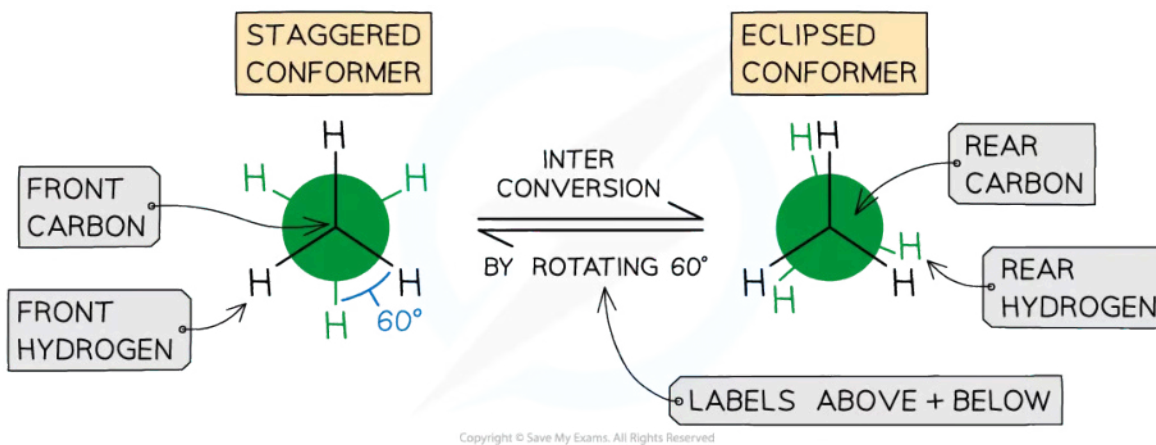 STAGGERED
CONFORMER
ECLIPSED
CONFORMER
FRONT
CARBON
FRONT
HYDROGEN
H
H
H
H
H
H
60°
INTER
CONVERSION
BY ROTATING 60°
H
H
H
H
H
H
REAR
CARBON
REAR
HYDROGEN
LABELS ABOVE + BELOW
Copyright © Save My Exams. All Rights Reserved